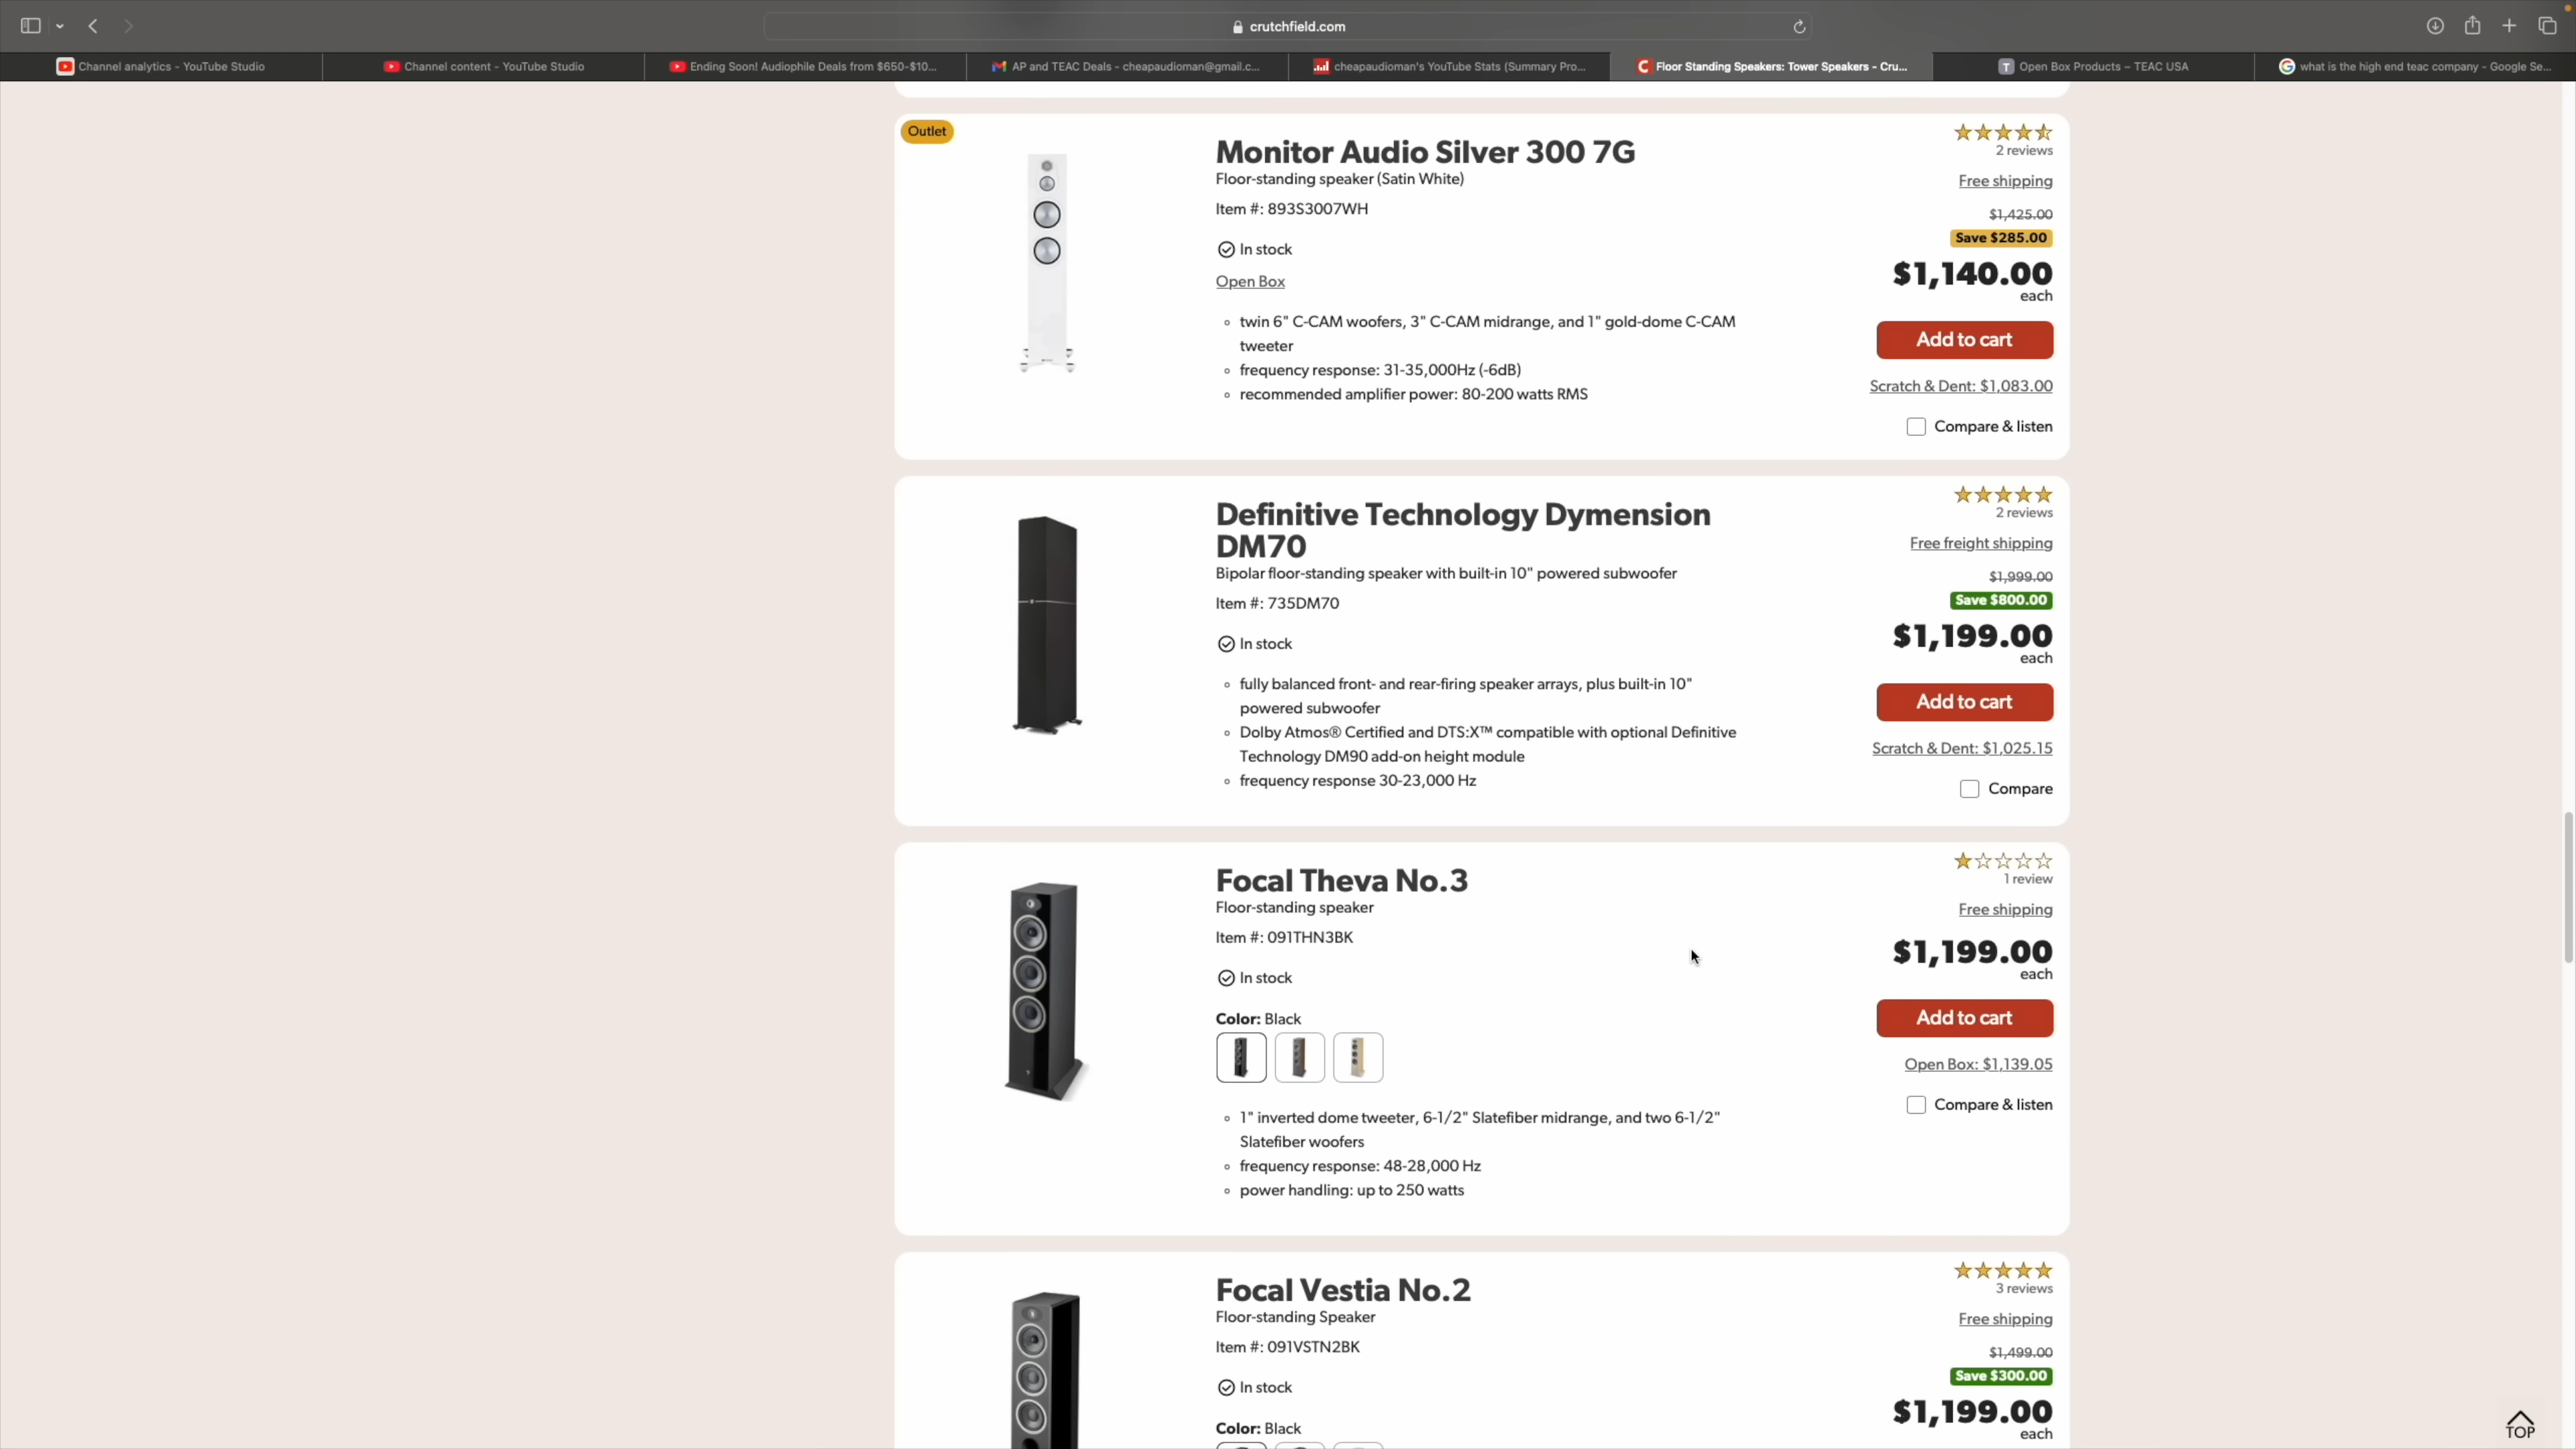 crutchfield.com
Channel analytics - YouTube Studio
Channel content - YouTube Studio
Ending Soon! Audiophile Deals from $650-$10...
AP and TEAC Deals - cheapaudioman@gmail.c...
cheapaudioman's YouTube Stats (Summary Pro...
Floor Standing Speakers: Tower Speakers - Cru...
T Open Box Products – TEAC USA
what is the high end teac company - Google Se...
Outlet
Monitor Audio Silver 300 7G
Floor-standing speaker (Satin White)
Item #: 893S3007WH
In stock
Open Box
twin 6" C-CAM woofers, 3" C-CAM midrange, and 1" gold-dome C-CAM
tweeter
frequency response: 31-35,000Hz (-6dB)
recommended amplifier power: 80-200 watts RMS
2 reviews
Free shipping
$1,425.00
Save $285.00
$1,140.00
each
Add to cart
Scratch & Dent: $1,083.00
Compare & listen
Definitive Technology Dymension
DM70
Bipolar floor-standing speaker with built-in 10" powered subwoofer
Item #: 735DM70
In stock
fully balanced front- and rear-firing speaker arrays, plus built-in 10"
powered subwoofer
Dolby Atmos® Certified and DTS:X™ compatible with optional Definitive
Technology DM90 add-on height module
frequency response 30-23,000 Hz
2 reviews
Free freight shipping
$1,999.00
Save $800.00
$1,199.00
each
Add to cart
Scratch & Dent: $1,025.15
Compare
Focal Theva No.3
Floor-standing speaker
Item #: 091THN3BK
In stock
Color: Black
1" inverted dome tweeter, 6-1/2" Slatefiber midrange, and two 6-1/2"
Slatefiber woofers
frequency response: 48-28,000 Hz
power handling: up to 250 watts
1 review
Free shipping
$1,199.00
each
Add to cart
Open Box: $1,139.05
Compare & listen
Focal Vestia No.2
Floor-standing Speaker
Item #: 091VSTN2BK
In stock
Color: Black
3 reviews
Free shipping
$1,499.00
Save $300.00
$1,199.00
each
TOP